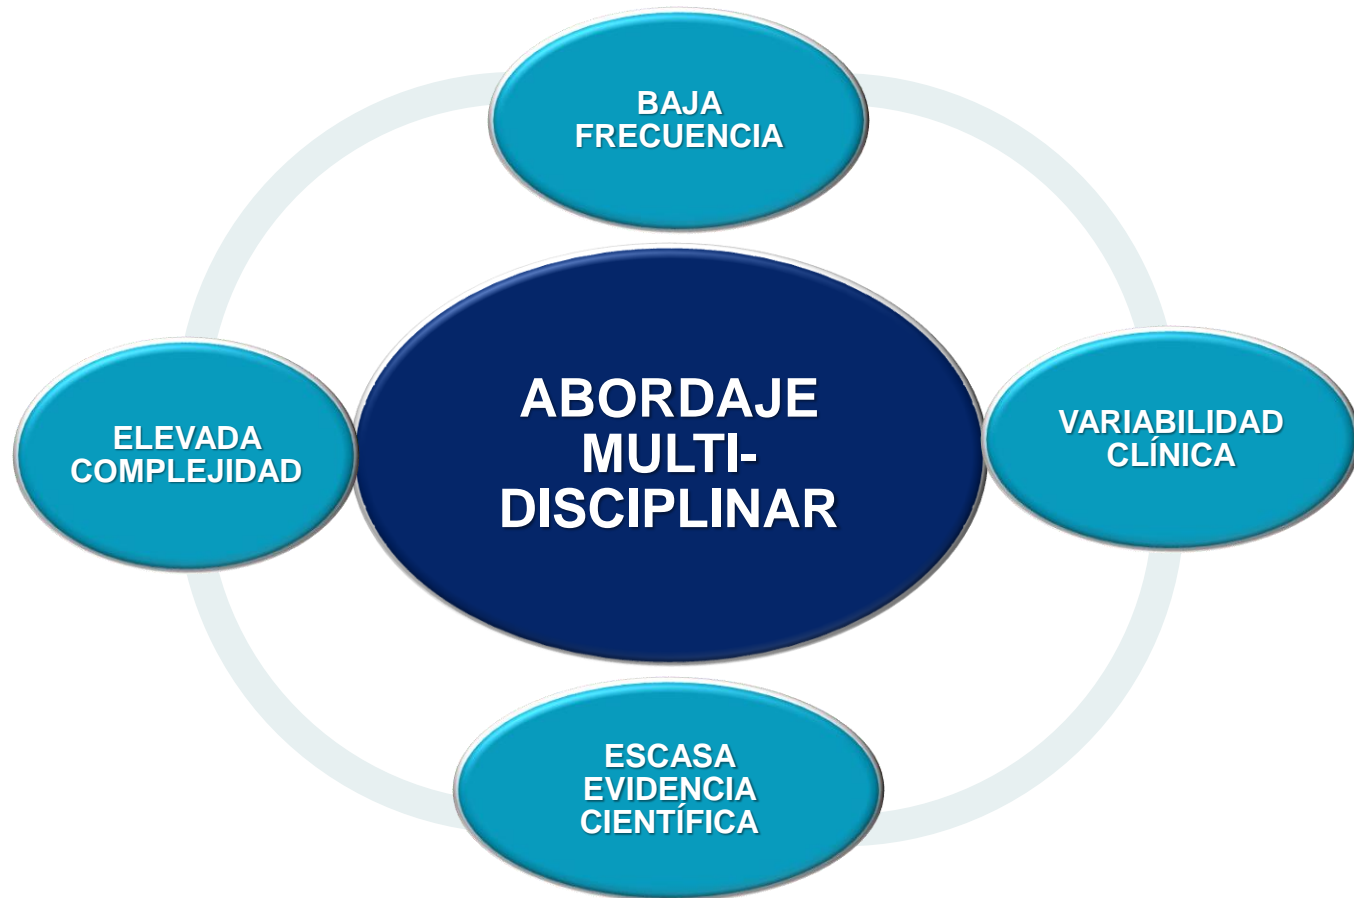 BAJA
FRECUENCIA
ABORDAJE
MULTI-
DISCIPLINAR
ELEVADA
COMPLEJIDAD
VARIABILIDAD
CLÍNICA
ESCASA
EVIDENCIA
CIENTÍFICA